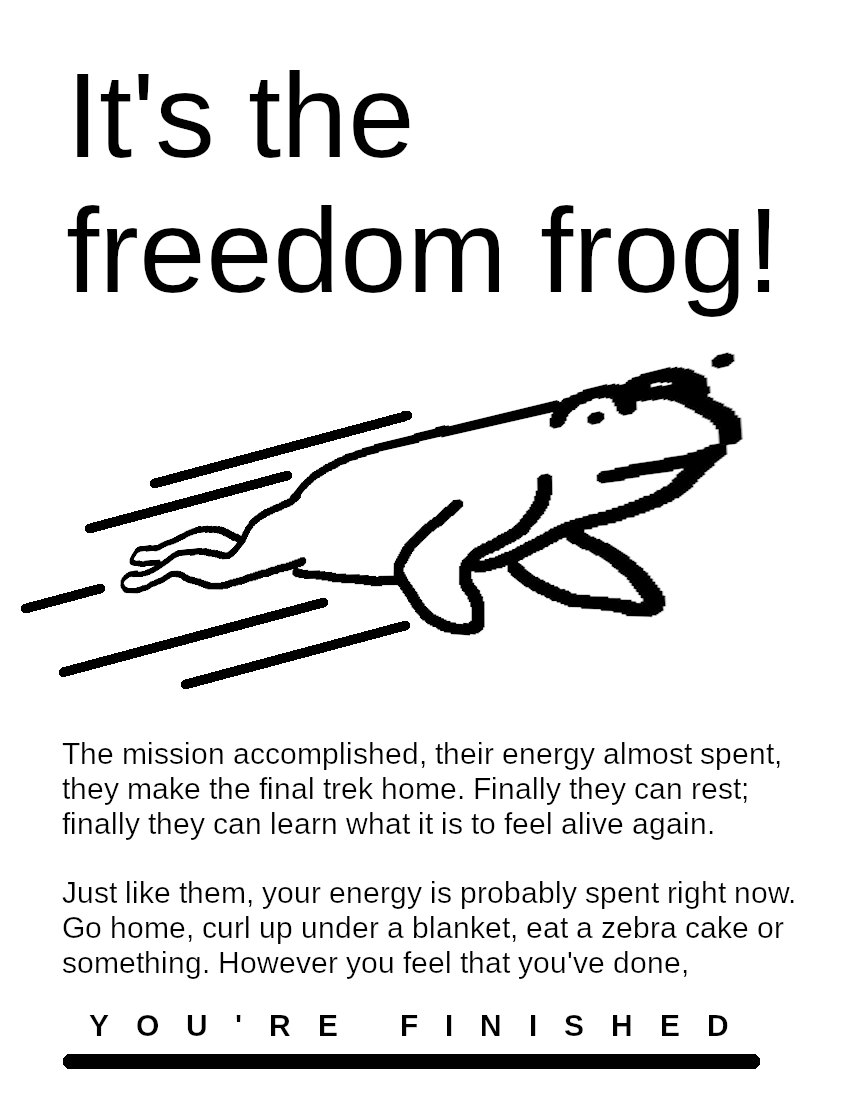 It's the
freedom frog!
The mission accomplished, their energy almost spent,
they make the final trek home. Finally they can rest;
finally they can learn what it is to feel alive again.
Just like them, your energy is probably spent right now.
Go home, curl up under a blanket, eat a zebra cake or
something. However you feel that you've done,
YOU'RE FINISHED